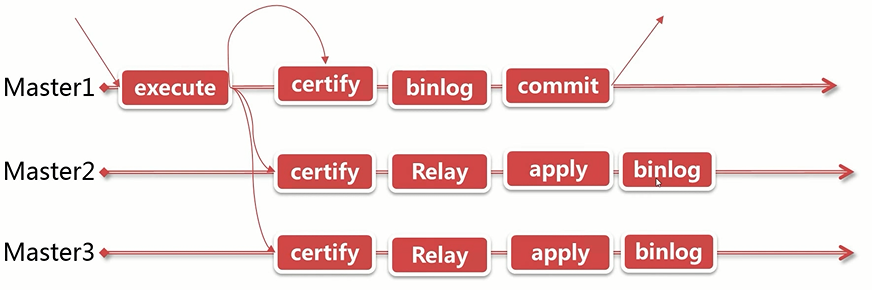 Master1 execute certify binlog commit
Master2 certify Relay apply binlog
Master3 certify Relay apply binlog